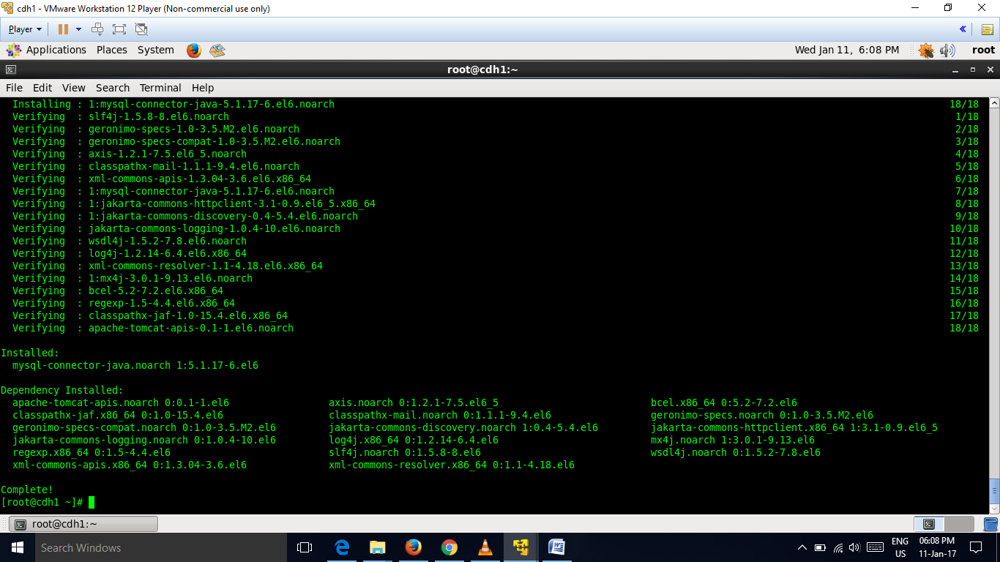 cdh1 - VMware Workstation 12 Player (Non-commercial use only)
Player
Applications Places System Wed Jan 11, 6:08 PM root
root@cdh1:~
File Edit View Search Terminal Help
Installing : 1:mysql-connector-java-5.1.17-6.el6.noarch 18/18
Verifying : slf4j-1.5.8-8.el6.noarch 1/18
Verifying : geronimo-specs-1.0-3.5.M2.el6.noarch 2/18
Verifying : geronimo-specs-compat-1.0-3.5.M2.el6.noarch 3/18
Verifying : axis-1.2.1-7.5.el6_5.noarch 4/18
Verifying : classpathx-mail-1.1.1-9.4.el6.noarch 5/18
Verifying : xml-commons-apis-1.3.04-3.6.el6.x86_64 6/18
Verifying : 1:mysql-connector-java-5.1.17-6.el6.noarch 7/18
Verifying : 1:jakarta-commons-httpclient-3.1-0.9.el6_5.x86_64 8/18
Verifying : 1:jakarta-commons-discovery-0.4-5.4.el6.noarch 9/18
Verifying : jakarta-commons-logging-1.0.4-10.el6.noarch 10/18
Verifying : wsdl4j-1.5.2-7.8.el6.noarch 11/18
Verifying : log4j-1.2.14-6.4.el6.x86_64 12/18
Verifying : xml-commons-resolver-1.1-4.18.el6.x86_64 13/18
Verifying : 1:mx4j-3.0.1-9.13.el6.noarch 14/18
Verifying : bcel-5.2-7.2.el6.x86_64 15/18
Verifying : regexp-1.5-4.4.el6.x86_64 16/18
Verifying : classpathx-jaf-1.0-15.4.el6.x86_64 17/18
Verifying : apache-tomcat-apis-0.1-1.el6.noarch 18/18
Installed:
mysql-connector-java.noarch 1:5.1.17-6.el6
Dependency Installed:
apache-tomcat-apis.noarch 0:0.1-1.el6 axis.noarch 0:1.2.1-7.5.el6_5 bcel.x86_64 0:5.2-7.2.el6
classpathx-jaf.x86_64 0:1.0-15.4.el6 classpathx-mail.noarch 0:1.1.1-9.4.el6 geronimo-specs.noarch 0:1.0-3.5.M2.el6
geronimo-specs-compat.noarch 0:1.0-3.5.M2.el6 jakarta-commons-discovery.noarch 1:0.4-5.4.el6 jakarta-commons-httpclient.x86_64 1:3.1-0.9.el6_5
jakarta-commons-logging.noarch 0:1.0.4-10.el6 log4j.x86_64 0:1.2.14-6.4.el6 mx4j.noarch 1:3.0.1-9.13.el6
regexp.x86_64 0:1.5-4.4.el6 slf4j.noarch 0:1.5.8-8.el6 wsdl4j.noarch 0:1.5.2-7.8.el6
xml-commons-apis.x86_64 0:1.3.04-3.6.el6 xml-commons-resolver.x86_64 0:1.1-4.18.el6
Complete!
[root@cdh1 ~]#
root@cdh1:~
Search Windows ENG 06:08 PM
US 11-Jan-17